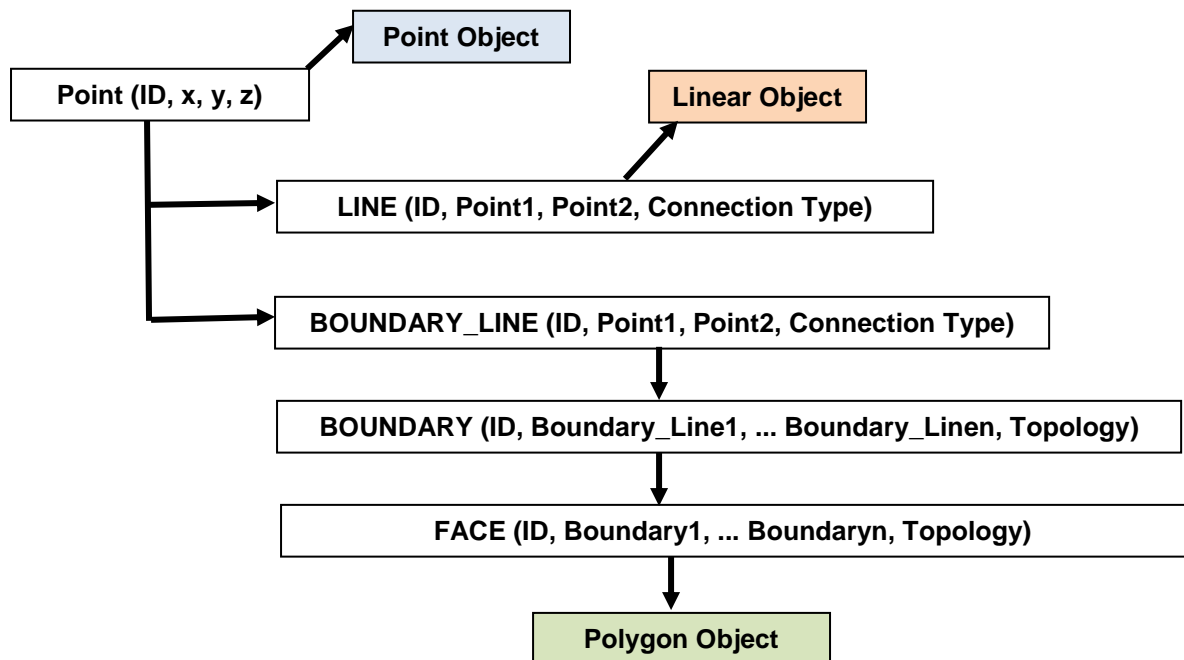 Point Object
Point (ID, x, y, z)
Linear Object
LINE (ID, Point1, Point2, Connection Type)
BOUNDARY_LINE (ID, Point1, Point2, Connection Type)
BOUNDARY (ID, Boundary_Line1, ... Boundary_Linen, Topology)
FACE (ID, Boundary1, ... Boundaryn, Topology)
Polygon Object